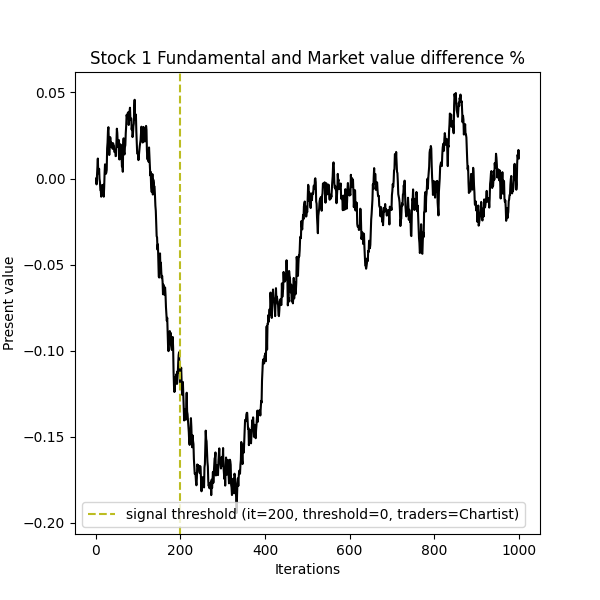 Stock 1 Fundamental and Market value difference %
0.05
0.00
−0.05
−0.10
−0.15
−0.20
Present value
signal threshold (it=200, threshold=0, traders=Chartist)
0 200 400 600 800 1000
Iterations